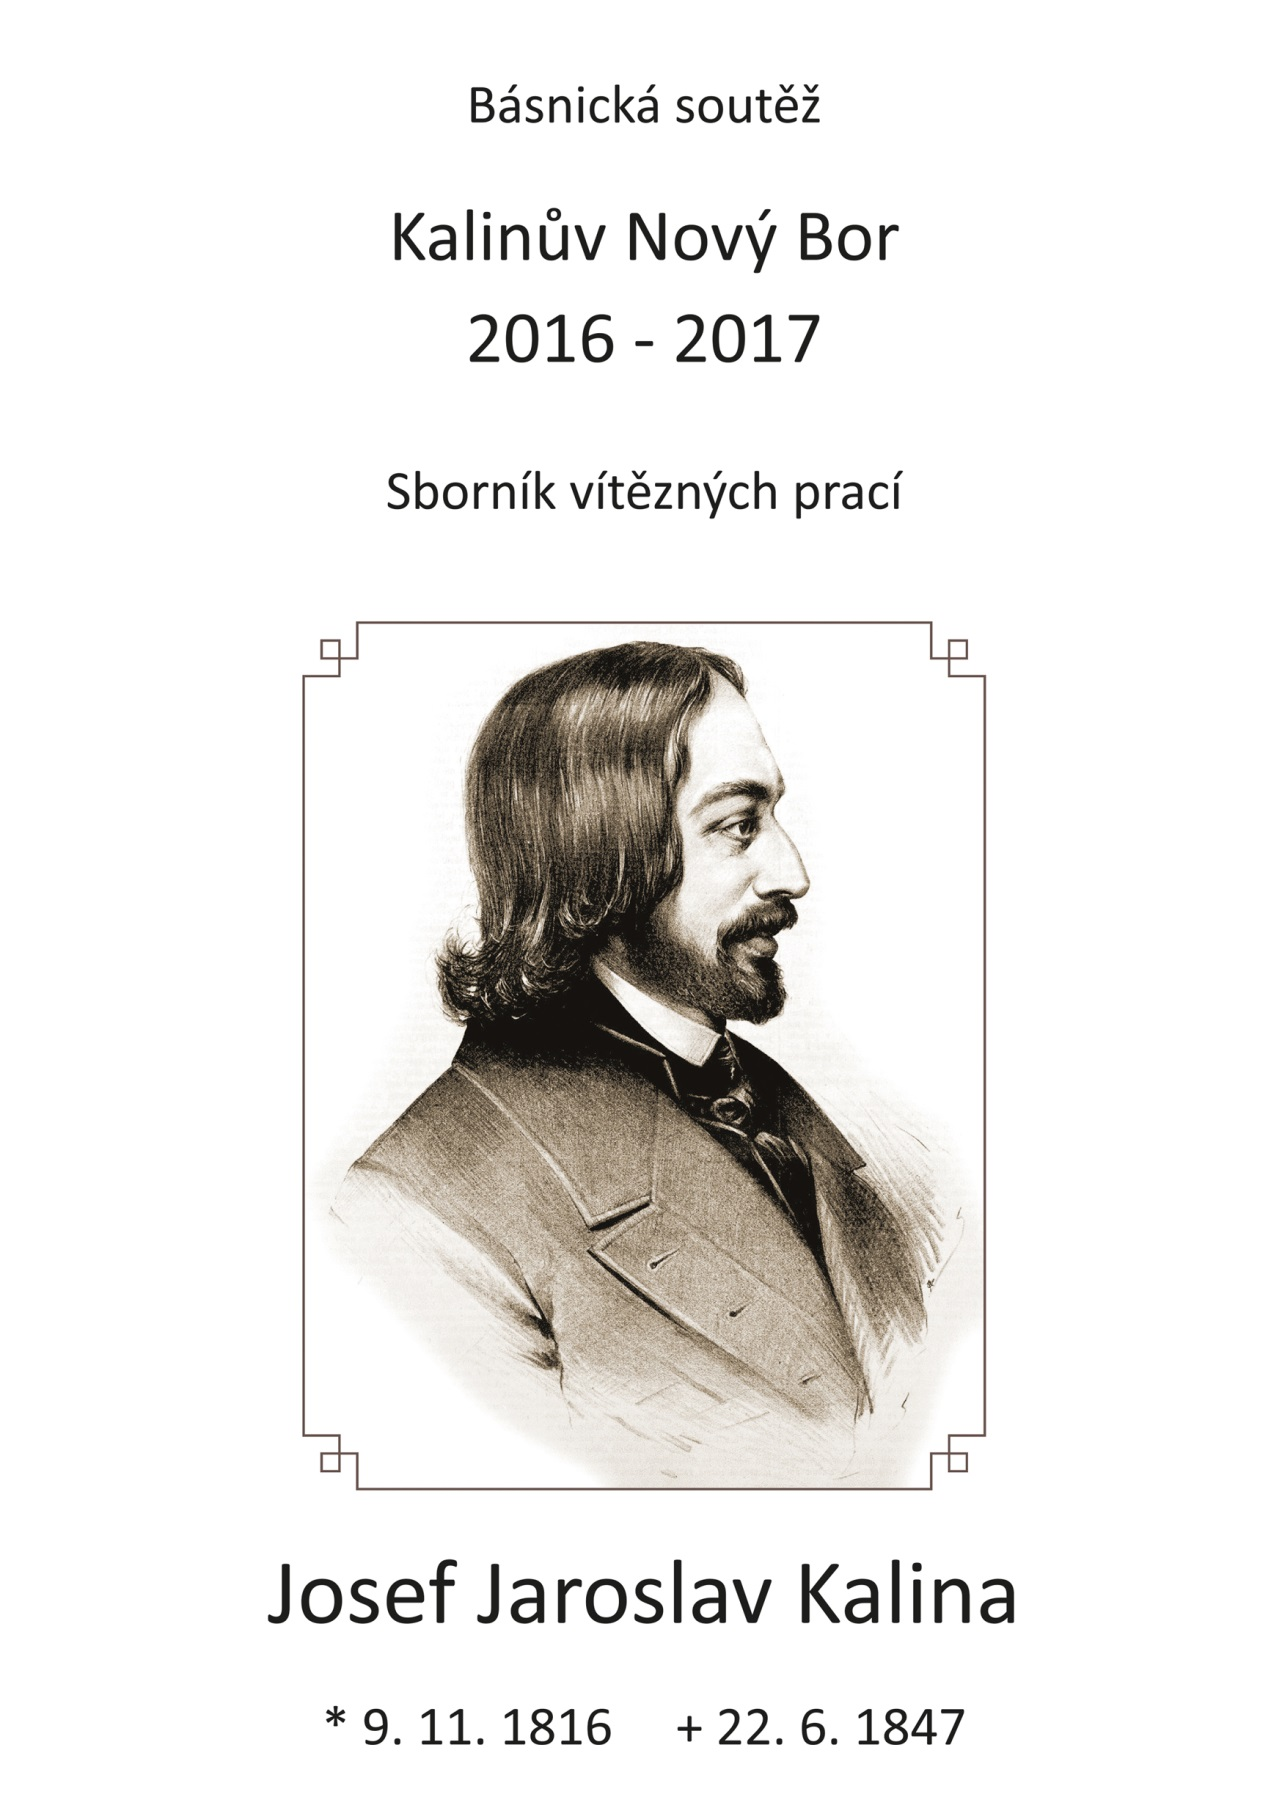 Básnická soutěž
Kalinův Nový Bor
2016 - 2017
Sborník vítězných prací
Josef Jaroslav Kalina
* 9. 11. 1816 + 22. 6. 1847